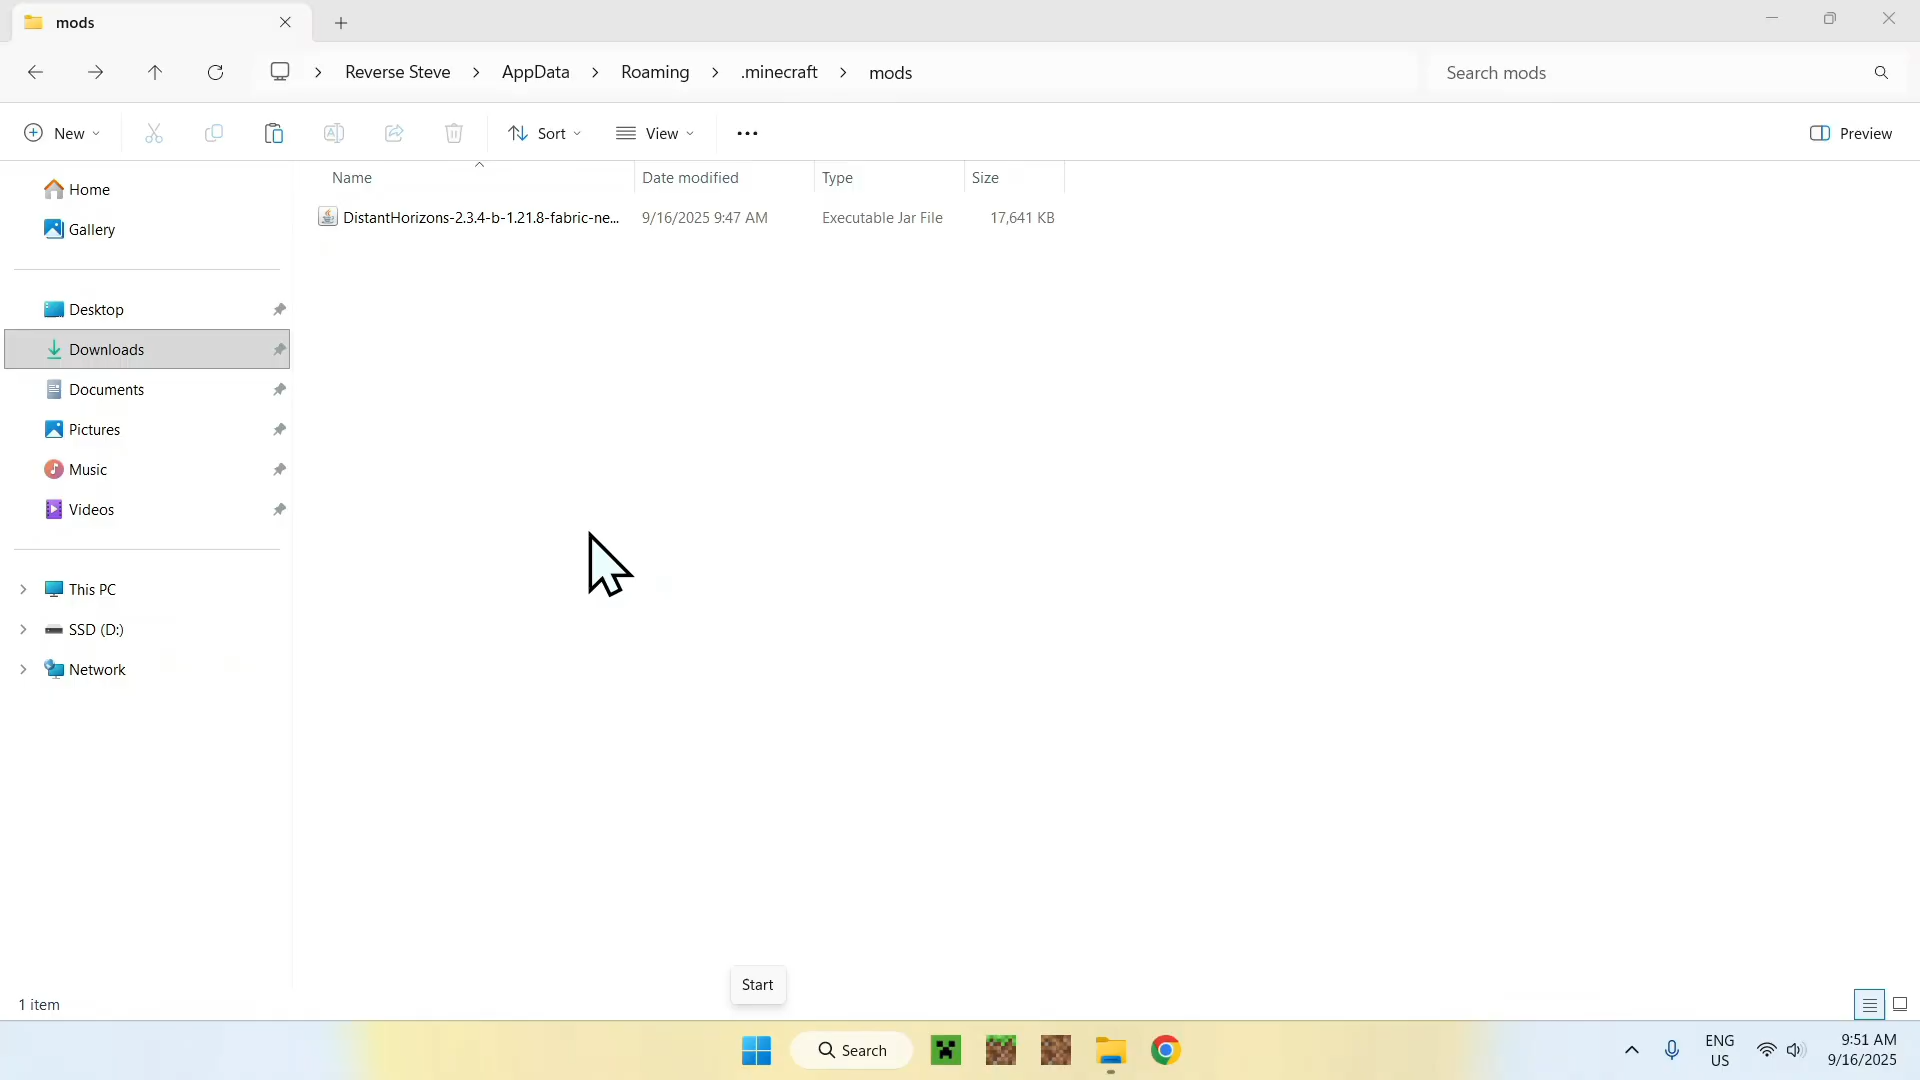 mods
Reverse Steve > AppData > Roaming > .minecraft > mods
Search mods
New
Sort
View
Preview
Name Date modified Type Size
DistantHorizons-2.3.4-b-1.21.8-fabric-ne... 9/16/2025 9:47 AM Executable Jar File 17,641 KB
Home
Gallery
Desktop
Downloads
Documents
Pictures
Music
Videos
This PC
SSD (D:)
Network
Start
1 item
Search
ENG
US
9:51 AM
9/16/2025